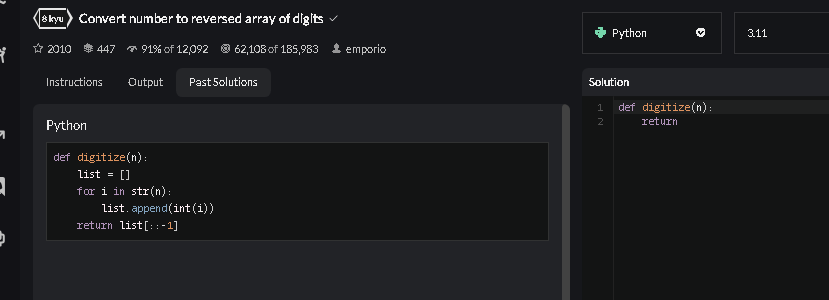 8 kyu Convert number to reversed array of digits
2010 447 91% of 12,092 62,108 of 185,983 emporio
Instructions Output Past Solutions
Python
def digitize(n):
    list = []
    for i in str(n):
        list.append(int(i))
    return list[::-1]
Python 3.11
Solution
1 def digitize(n):
2     return